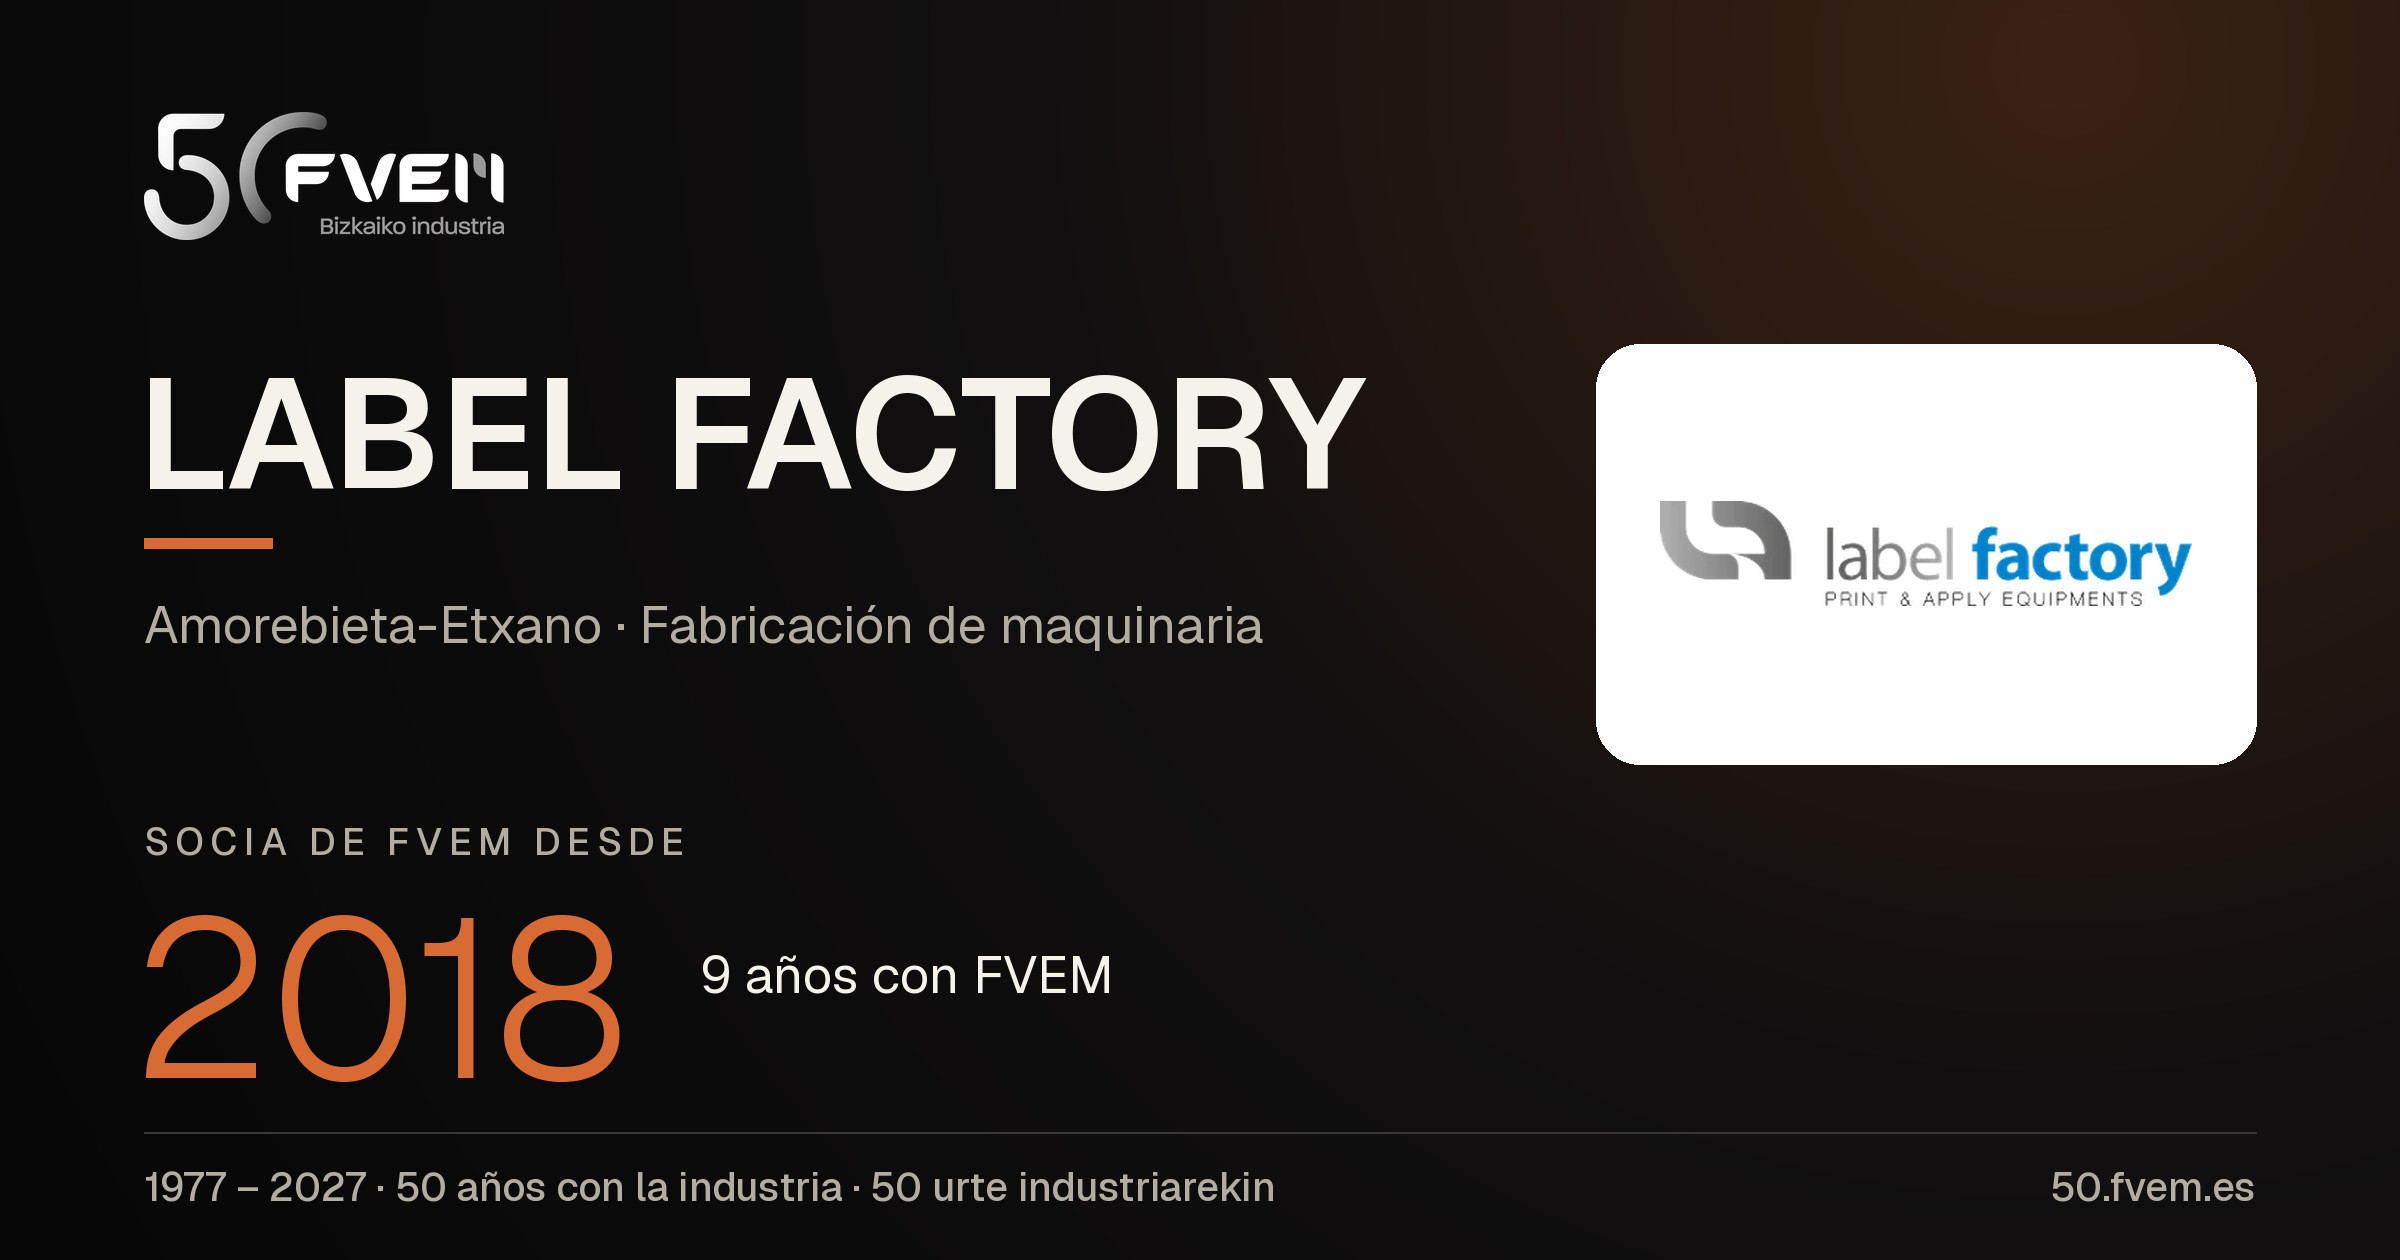 50 FVEM
Bizkaiko industria
LABEL FACTORY
Amorebieta-Etxano · Fabricación de maquinaria
label factory
PRINT & APPLY EQUIPMENTS
SOCIA DE FVEM DESDE
2018
9 años con FVEM
1977 – 2027 · 50 años con la industria · 50 urte industriarekin
50.fvem.es